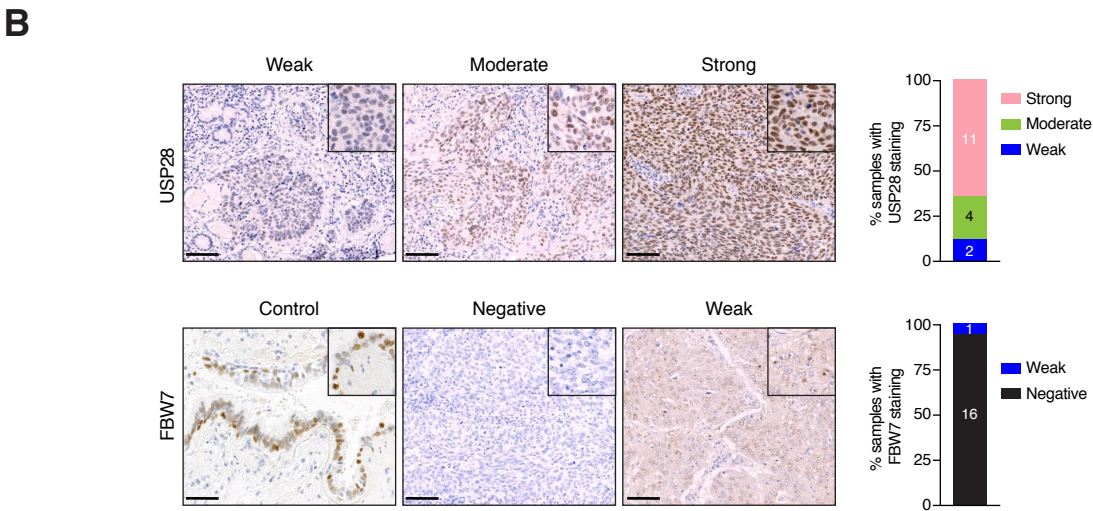 B
Weak
Moderate
Strong
USP28
100
75
50
25
0
% samples with
USP28 staining
11
4
2
Strong
Moderate
Weak
Control
Negative
Weak
FBW7
100
75
50
25
0
% samples with
FBW7 staining
1
16
Weak
Negative